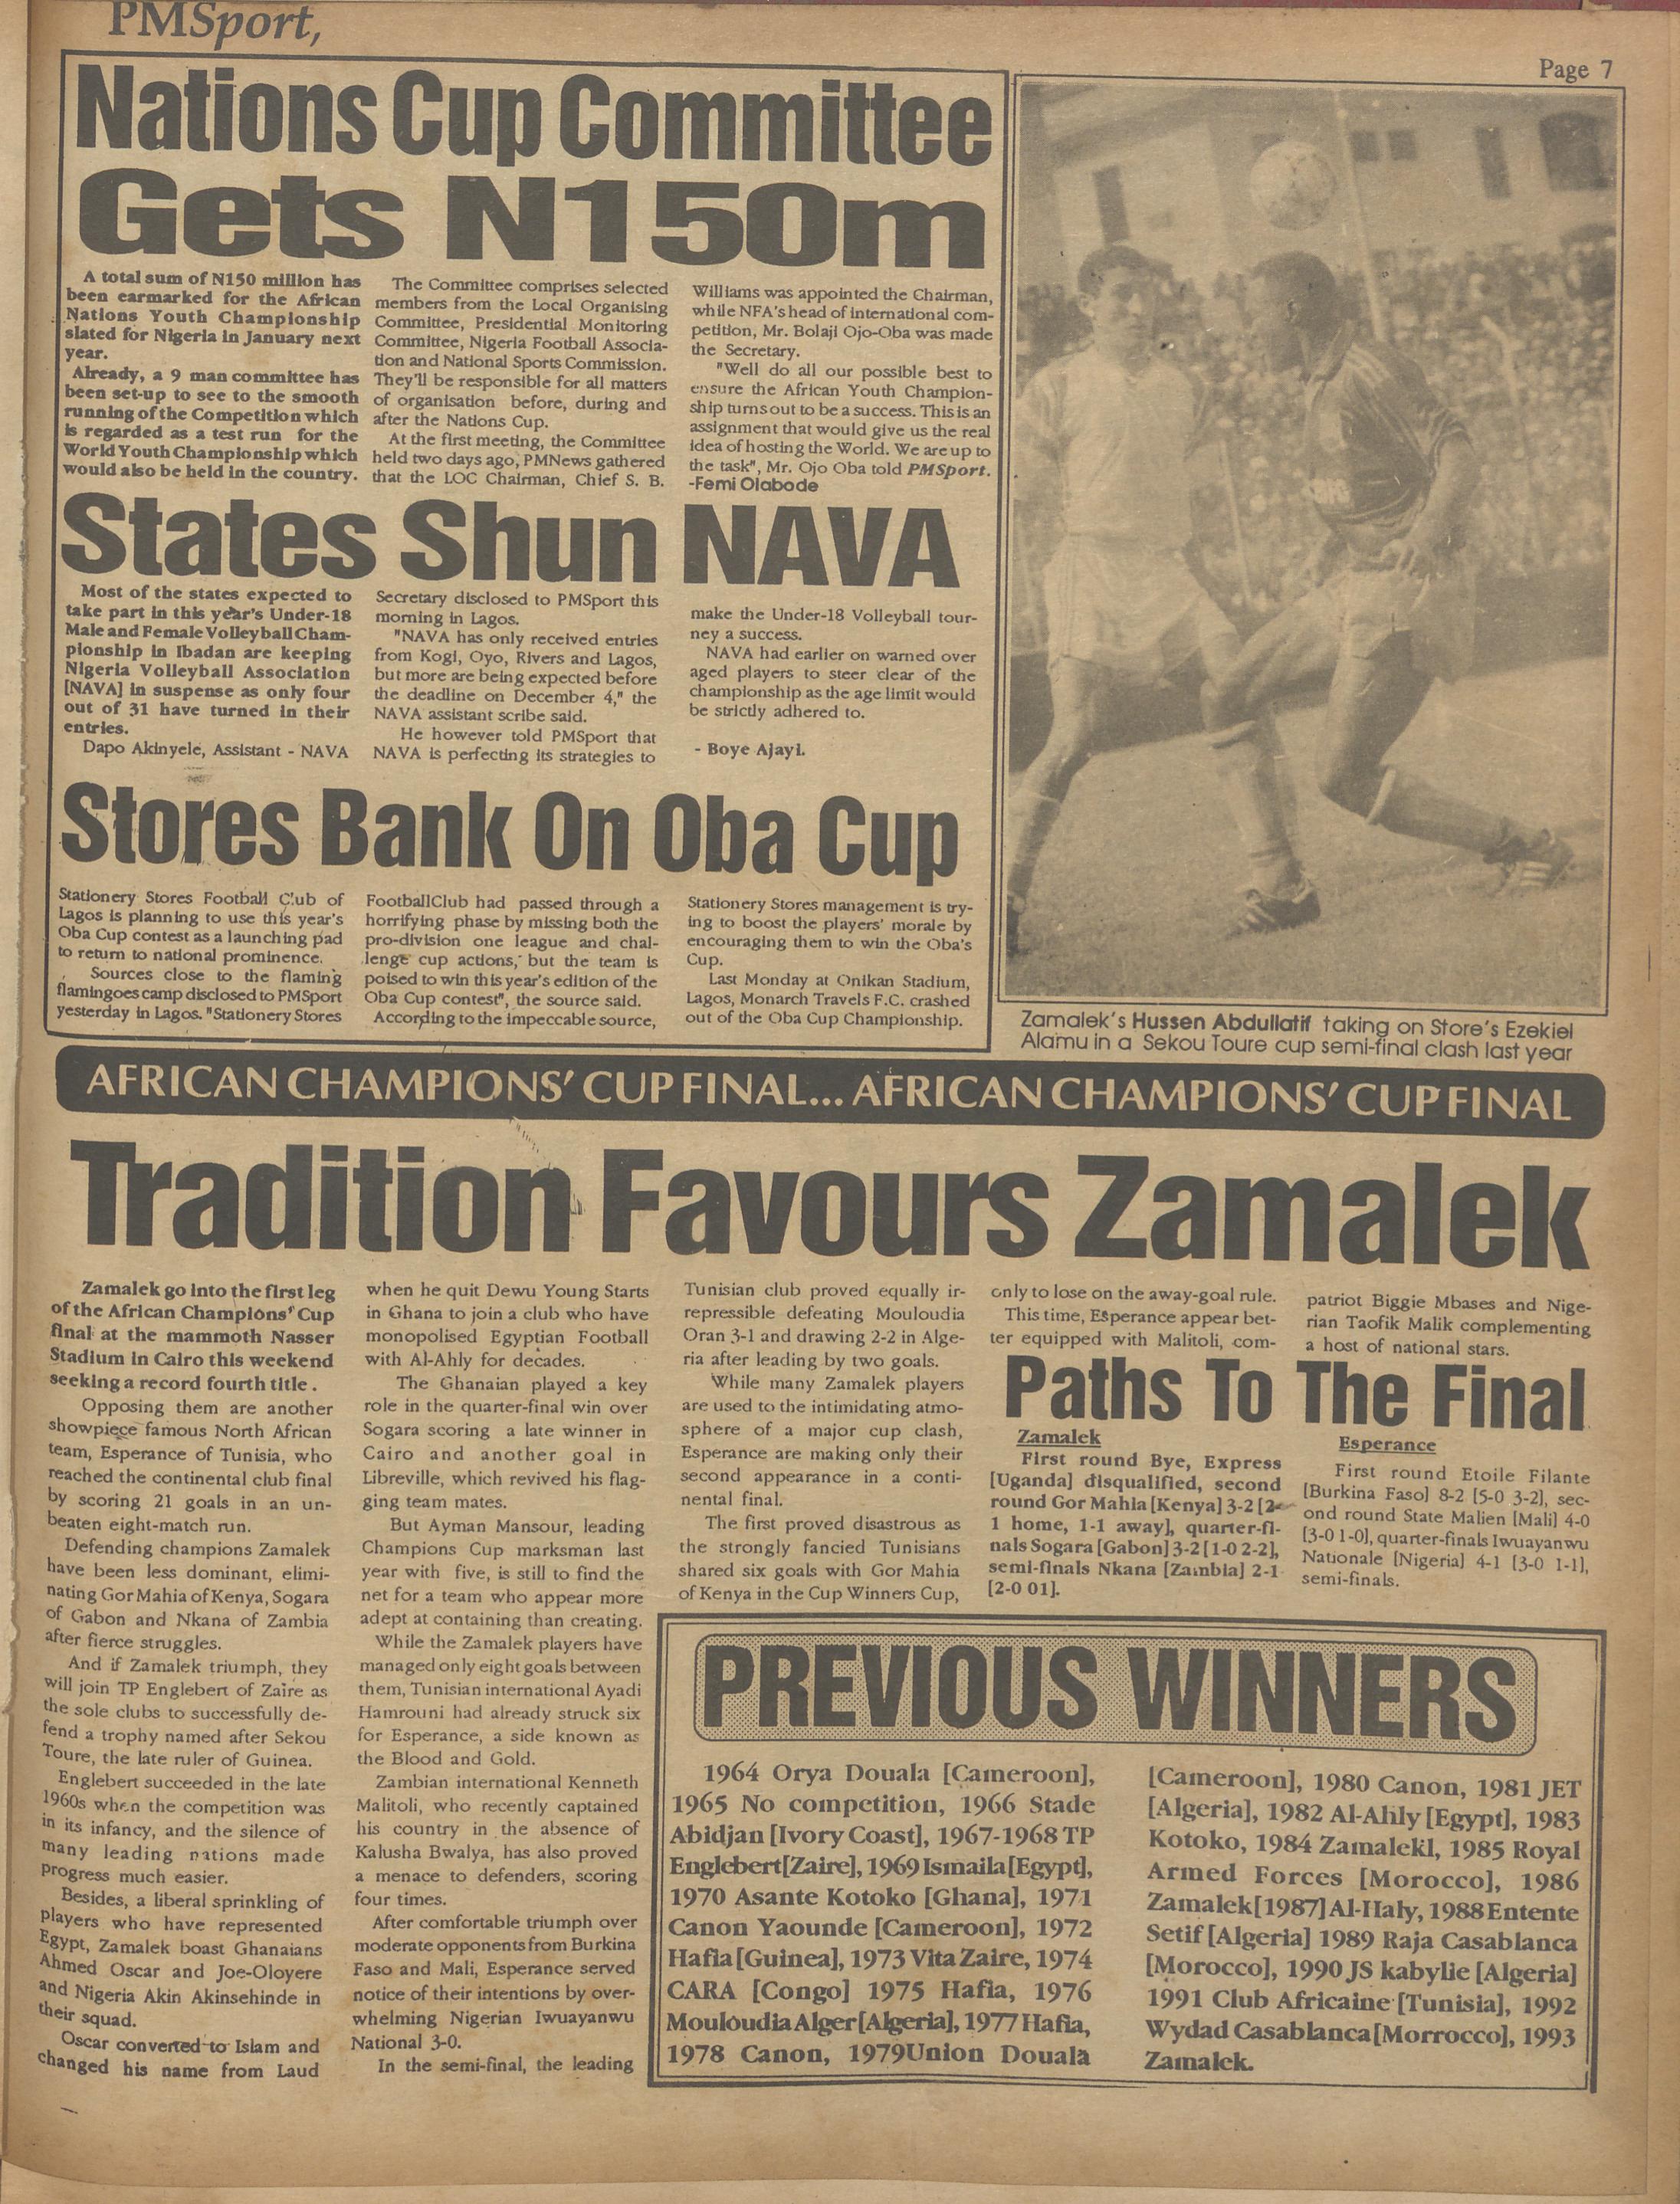 PMSport,
Page 7
Nations Cup Committee
Gets N150m
A total sum of N150 million has
been earmarked for the African
Nations Youth Championship
slated for Nigeria in January next
year.
Already, a 9 man committee has
been set-up to see to the smooth
running of the Competition which
is regarded as a test run for the
World Youth Championship which
would also be held in the country.
The Committee comprises selected
members from the Local Organising
Committee, Presidential Monitoring
Committee, Nigeria Football Associa-
tion and National Sports Commission.
They'll be responsible for all matters
of organisation before, during and
after the Nations Cup.
At the first meeting, the Committee
held two days ago, PMNews gathered
that the LOC Chairman, Chief S. B.
Williams was appointed the Chairman,
while NFA's head of international com-
petition, Mr. Bolaji Ojo-Oba was made
the Secretary.
"Well do all our possible best to
ensure the African Youth Champion-
ship turns out to be a success. This is an
assignment that would give us the real
idea of hosting the World. We are up to
the task", Mr. Ojo Oba told PMSport.
-Femi Olabode
States Shun NAVA
Most of the states expected to
take part in this year's Under-18
Male and Female Volleyball Cham-
pionship in Ibadan are keeping
Nigeria Volleyball Association
[NAVA] in suspense as only four
out of 31 have turned in their
entries.
Dapo Akinyele, Assistant - NAVA
Secretary disclosed to PMSport this
morning in Lagos.
"NAVA has only received entries
from Kogi, Oyo, Rivers and Lagos,
but more are being expected before
the deadline on December 4," the
NAVA assistant scribe said.
He however told PMSport that
NAVA is perfecting its strategies to
make the Under-18 Volleyball tour-
ney a success.
NAVA had earlier on warned over
aged players to steer clear of the
championship as the age limit would
be strictly adhered to.
- Boye Ajayi.
Stores Bank On Oba Cup
Stationery Stores Football Club of
Lagos is planning to use this year's
Oba Cup contest as a launching pad
to return to national prominence.
Sources close to the flaming
flamingoes camp disclosed to PMSport
yesterday in Lagos. "Stationery Stores
FootballClub had passed through a
horrifying phase by missing both the
pro-division one league and chal-
lenge cup actions, but the team is
poised to win this year's edition of the
Oba Cup contest", the source said.
According to the impeccable source,
Stationery Stores management is try-
ing to boost the players' morale by
encouraging them to win the Oba's
Cup.
Last Monday at Onikan Stadium,
Lagos, Monarch Travels F.C. crashed
out of the Oba Cup Championship.
Zamalek's Hussen Abdullatif taking on Store's Ezekiel
Alamu in a Sekou Toure cup semi-final clash last year
AFRICAN CHAMPIONS' CUP FINAL... AFRICAN CHAMPIONS' CUP FINAL
Tradition Favours Zamalek
Zamalek go into the first leg
of the African Champions' Cup
final at the mammoth Nasser
Stadium in Cairo this weekend
seeking a record fourth title.
Opposing them are another
showpiece famous North African
team, Esperance of Tunisia, who
reached the continental club final
by scoring 21 goals in an un-
beaten eight-match run.
Defending champions Zamalek
have been less dominant, elimi-
nating Gor Mahia of Kenya, Sogara
of Gabon and Nkana of Zambia
after fierce struggles.
And if Zamalek triumph, they
will join TP Englebert of Zaire as
the sole clubs to successfully de-
fend a trophy named after Sekou
Toure, the late ruler of Guinea.
Englebert succeeded in the late
1960s when the competition was
in its infancy, and the silence of
many leading nations made
progress much easier.
Besides, a liberal sprinkling of
players who have represented
Egypt, Zamalek boast Ghanaians
Ahmed Oscar and Joe-Oloyere
and Nigeria Akin Akinsehinde in
their squad.
Oscar converted to Islam and
changed his name from Laud
when he quit Dewu Young Starts
in Ghana to join a club who have
monopolised Egyptian Football
with Al-Ahly for decades.
The Ghanaian played a key
role in the quarter-final win over
Sogara scoring a late winner in
Cairo and another goal in
Libreville, which revived his flag-
ging team mates.
But Ayman Mansour, leading
Champions Cup marksman last
year with five, is still to find the
net for a team who appear more
adept at containing than creating.
While the Zamalek players have
managed only eight goals between
them, Tunisian international Ayadi
Hamrouni had already struck six
for Esperance, a side known as
the Blood and Gold.
Zambian international Kenneth
Malitoli, who recently captained
his country in the absence of
Kalusha Bwalya, has also proved
a menace to defenders, scoring
four times.
After comfortable triumph over
moderate opponents from Burkina
Faso and Mali, Esperance served
notice of their intentions by over-
whelming Nigerian Iwuayanwu
National 3-0.
In the semi-final, the leading
Tunisian club proved equally ir-
repressible defeating Mouloudia
Oran 3-1 and drawing 2-2 in Alge-
ria after leading by two goals.
While many Zamalek players
are used to the intimidating atmo-
sphere of a major cup clash,
Esperance are making only their
second appearance in a conti-
nental final.
The first proved disastrous as
the strongly fancied Tunisians
shared six goals with Gor Mahia
of Kenya in the Cup Winners Cup,
only to lose on the away-goal rule.
This time, Esperance appear bet-
ter equipped with Malitoli, com-
patriot Biggie Mbases and Nige-
rian Taofik Malik complementing
a host of national stars.
Paths To The Final
Zamalek
First round Bye, Express
[Uganda] disqualified, second
round Gor Mahla [Kenya] 3-2 [2-
1 home, 1-1 away], quarter-fi-
nals Sogara [Gabon] 3-2 [1-0 2-2],
semi-finals Nkana [Zambia] 2-1
[2-0 01].
Esperance
First round Etoile Filante
[Burkina Faso] 8-2 [5-0 3-2], sec-
ond round State Malien [Mali] 4-0
[3-0 1-0], quarter-finals Iwuayanwu
Nationale [Nigeria] 4-1 [3-0 1-1],
semi-finals.
PREVIOUS WINNERS
1964 Orya Douala [Cameroon],
1965 No competition, 1966 Stade
Abidjan [Ivory Coast], 1967-1968 TP
Englebert[Zaire], 1969 Ismaila[Egypt],
1970 Asante Kotoko [Ghana], 1971
Canon Yaounde [Cameroon], 1972
Hafia [Guinea], 1973 Vita Zaire, 1974
CARA [Congo] 1975 Hafia, 1976
Mouloudia Alger [Algeria], 1977 Hafia,
1978 Canon, 1979Union Douala
[Cameroon], 1980 Canon, 1981 JET
[Algeria], 1982 Al-Ahly [Egypt], 1983
Kotoko, 1984 Zamalekl, 1985 Royal
Armed Forces [Morocco], 1986
Zamalek[1987] Al-Haly, 1988 Entente
Setif [Algeria] 1989 Raja Casablanca
[Morocco], 1990 JS kabylie [Algeria]
1991 Club Africaine [Tunisia], 1992
Wydad Casablanca [Morrocco], 1993
Zamalek.